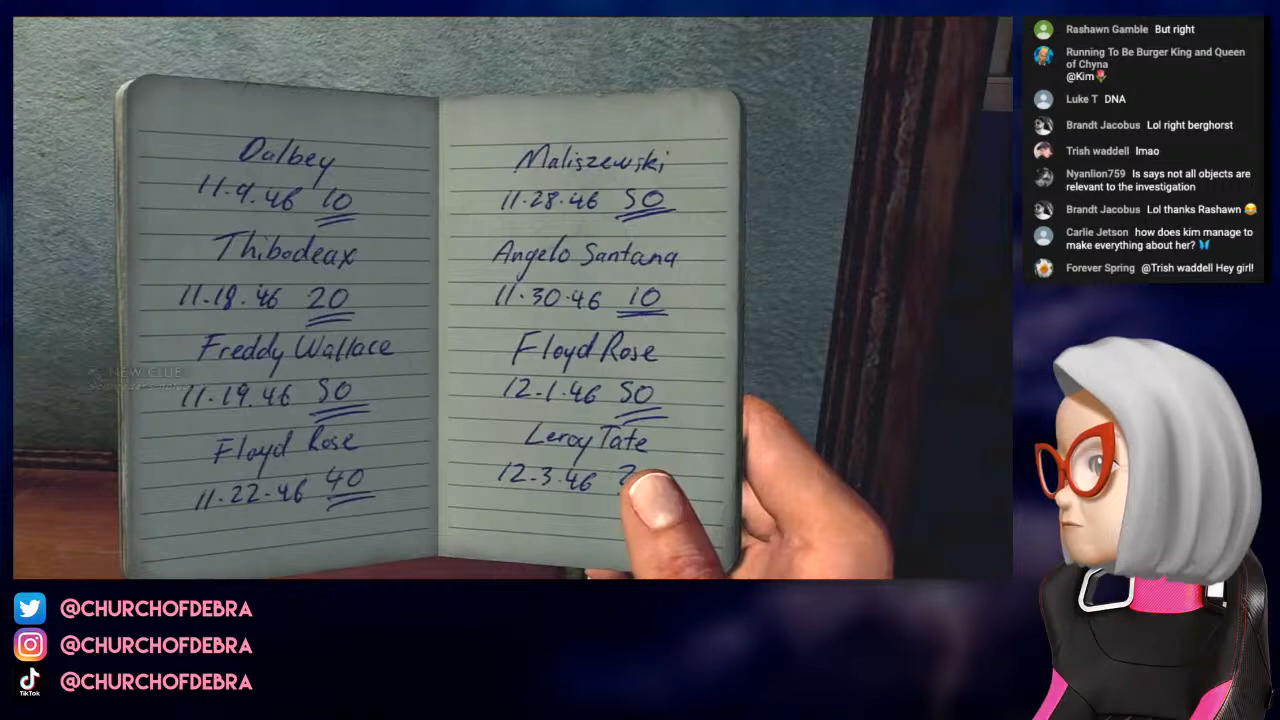 Dalbey
11.9.46 10
Thibodeax
11.18.46 20
Freddy Wallace
11.19.46 50
Floyd Rose
11.22.46 40
Maliszewski
11.28.46 50
Angelo Santana
11.30.46 10
Floyd Rose
12.1.46 50
Leroy Tate
12.3.46
NEW CLUE
Rashawn Gamble But right
Running To Be Burger King and Queen
of Chyna
@Kim🌷
Luke T DNA
Brandt Jacobus Lol right berghorst
Trish waddell lmao
Nyanlion759 Is says not all objects are
relevant to the investigation
Brandt Jacobus Lol thanks Rashawn 😂
Carlie Jetson how does kim manage to
make everything about her? 🦋
Forever Spring @Trish waddell Hey girl!
@CHURCHOFDEBRA
@CHURCHOFDEBRA
TikTok
@CHURCHOFDEBRA